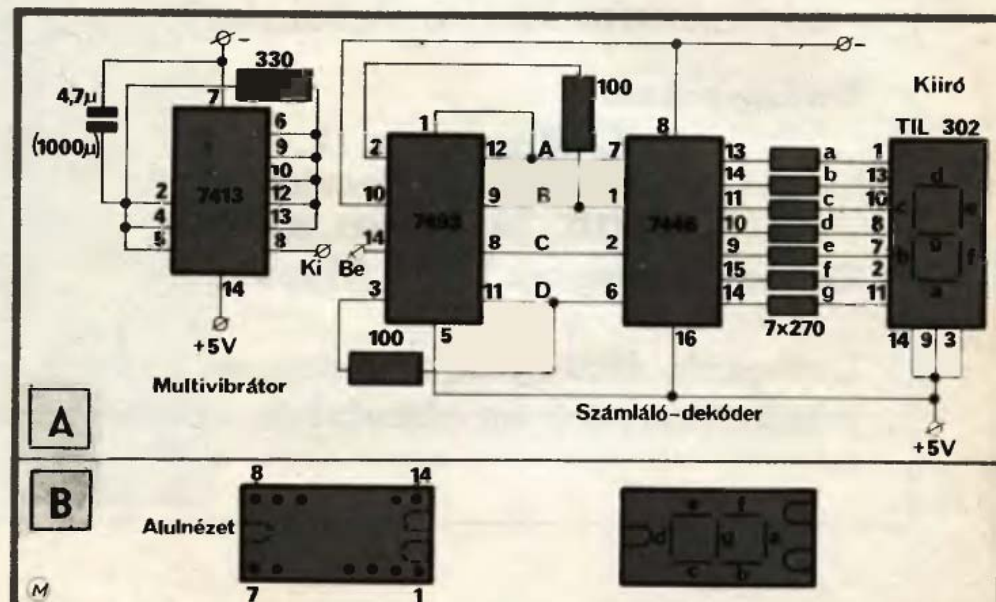 330
Kiiró
4,7µ
(1000µ)
7
100
TIL 302
1
8
6
2
12
A
7
13
a
1
9
14
b
13
d
10
7413
10
9
B
1
11
c
10
c
e
2
12
7493
7446
10
d
8
4
13
14
8
C
2
9
e
7
b
g
f
5
8
Ki
Be
15
f
2
a
3
11
D
6
14
g
11
14
100
5
16
7x270
14
9
3
+5V
Multivibrátor
Számláló-dekóder
+5V
A
B
8
14
Alulnézet
e
f
d
g
a
c
b
M
7
1